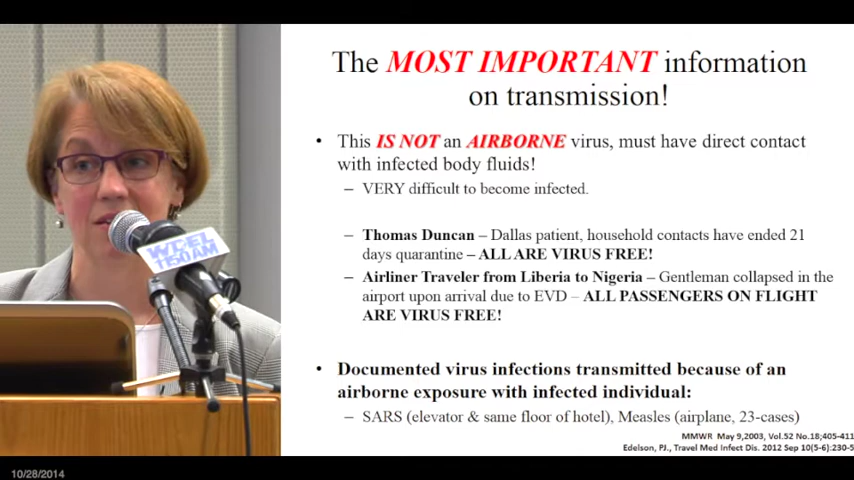 The MOST IMPORTANT information
on transmission!
• This IS NOT an AIRBORNE virus, must have direct contact
with infected body fluids!
– VERY difficult to become infected.
– Thomas Duncan – Dallas patient, household contacts have ended 21
days quarantine – ALL ARE VIRUS FREE!
– Airliner Traveler from Liberia to Nigeria – Gentleman collapsed in the
airport upon arrival due to EVD – ALL PASSENGERS ON FLIGHT
ARE VIRUS FREE!
• Documented virus infections transmitted because of an
airborne exposure with infected individual:
– SARS (elevator & same floor of hotel), Measles (airplane, 23-cases)
MMWR May 9,2003, Vol.52 No.18;405-411
Edelson, PJ., Travel Med Infect Dis. 2012 Sep 10(5-6):230-5
WDEL
1150AM
10/28/2014